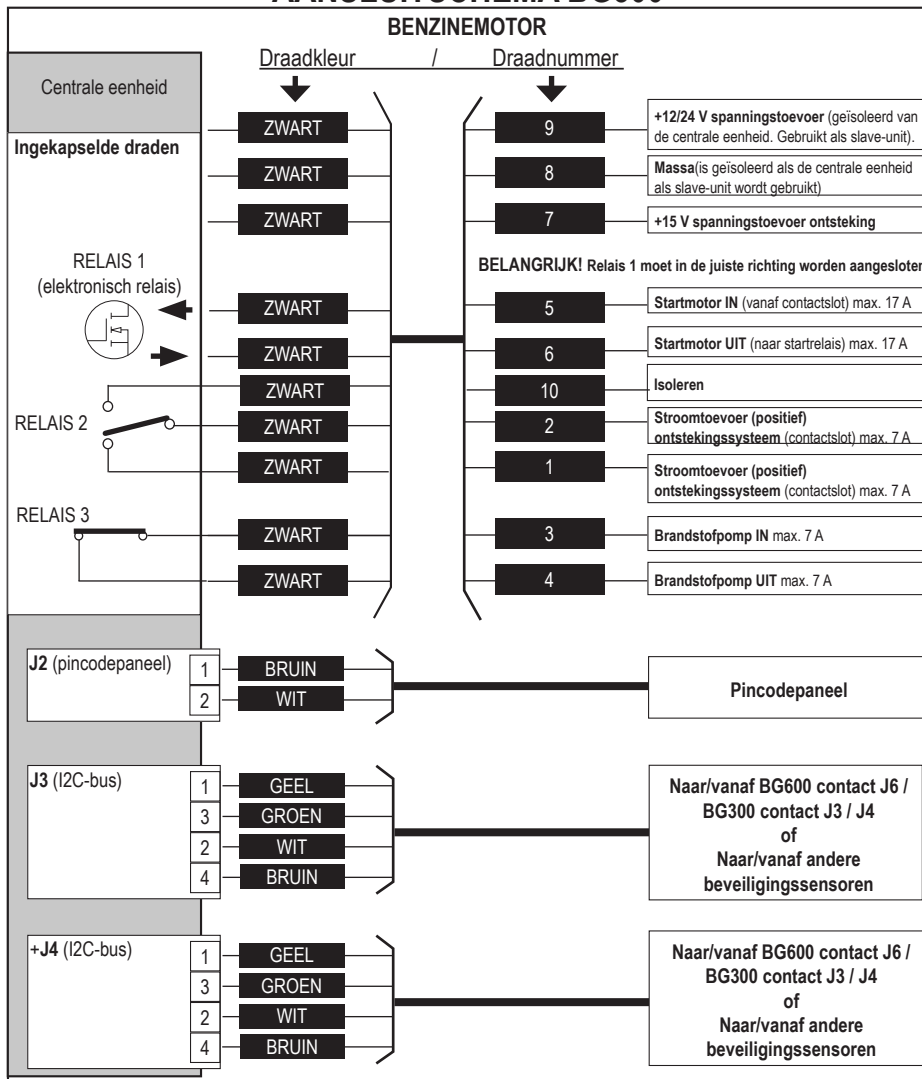 BENZINEMOTOR
Draadkleur / Draadnummer
Centrale eenheid
Ingekapselde draden
ZWART 9 +12/24 V spanningstoevoer (geïsoleerd van
de centrale eenheid. Gebruikt als slave-unit).
ZWART 8 Massa(is geïsoleerd als de centrale eenheid
als slave-unit wordt gebruikt)
ZWART 7 +15 V spanningstoevoer ontsteking
BELANGRIJK! Relais 1 moet in de juiste richting worden aangesloten
RELAIS 1
(elektronisch relais)
ZWART 5 Startmotor IN (vanaf contactslot) max. 17 A
ZWART 6 Startmotor UIT (naar startrelais) max. 17 A
ZWART 10 Isoleren
RELAIS 2
ZWART 2 Stroomtoevoer (positief)
ontstekingssysteem (contactslot) max. 7 A
ZWART 1 Stroomtoevoer (positief)
ontstekingssysteem (contactslot) max. 7 A
RELAIS 3
ZWART 3 Brandstofpomp IN max. 7 A
ZWART 4 Brandstofpomp UIT max. 7 A
J2 (pincodepaneel)
1 BRUIN
2 WIT
Pincodepaneel
J3 (I2C-bus)
1 GEEL
3 GROEN
2 WIT
4 BRUIN
Naar/vanaf BG600 contact J6 /
BG300 contact J3 / J4
of
Naar/vanaf andere
beveiligingssensoren
+J4 (I2C-bus)
1 GEEL
3 GROEN
2 WIT
4 BRUIN
Naar/vanaf BG600 contact J6 /
BG300 contact J3 / J4
of
Naar/vanaf andere
beveiligingssensoren